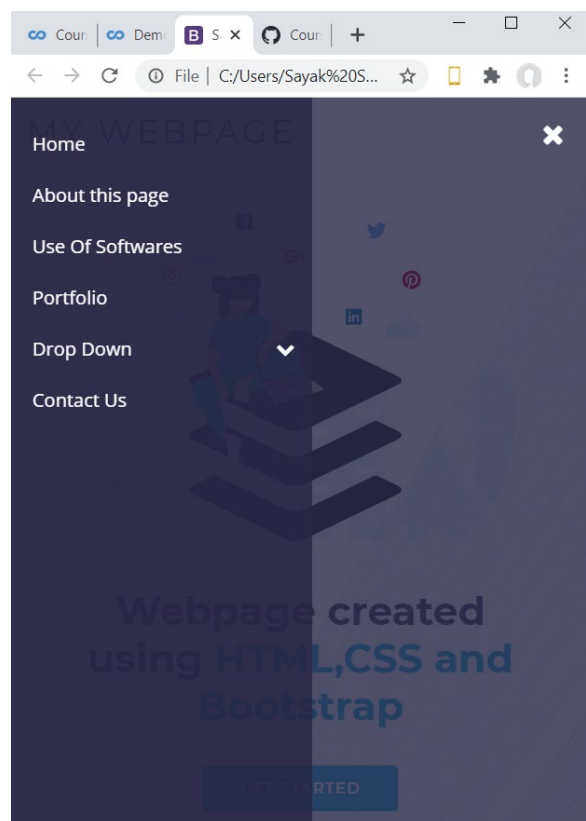 Cour
Dem
S
Cour
File | C:/Users/Sayak%20S...
MY WEBPAGE
Home
About this page
Use Of Softwares
Portfolio
Drop Down
Contact Us
Webpage created
using HTML,CSS and
Bootstrap
GET STARTED